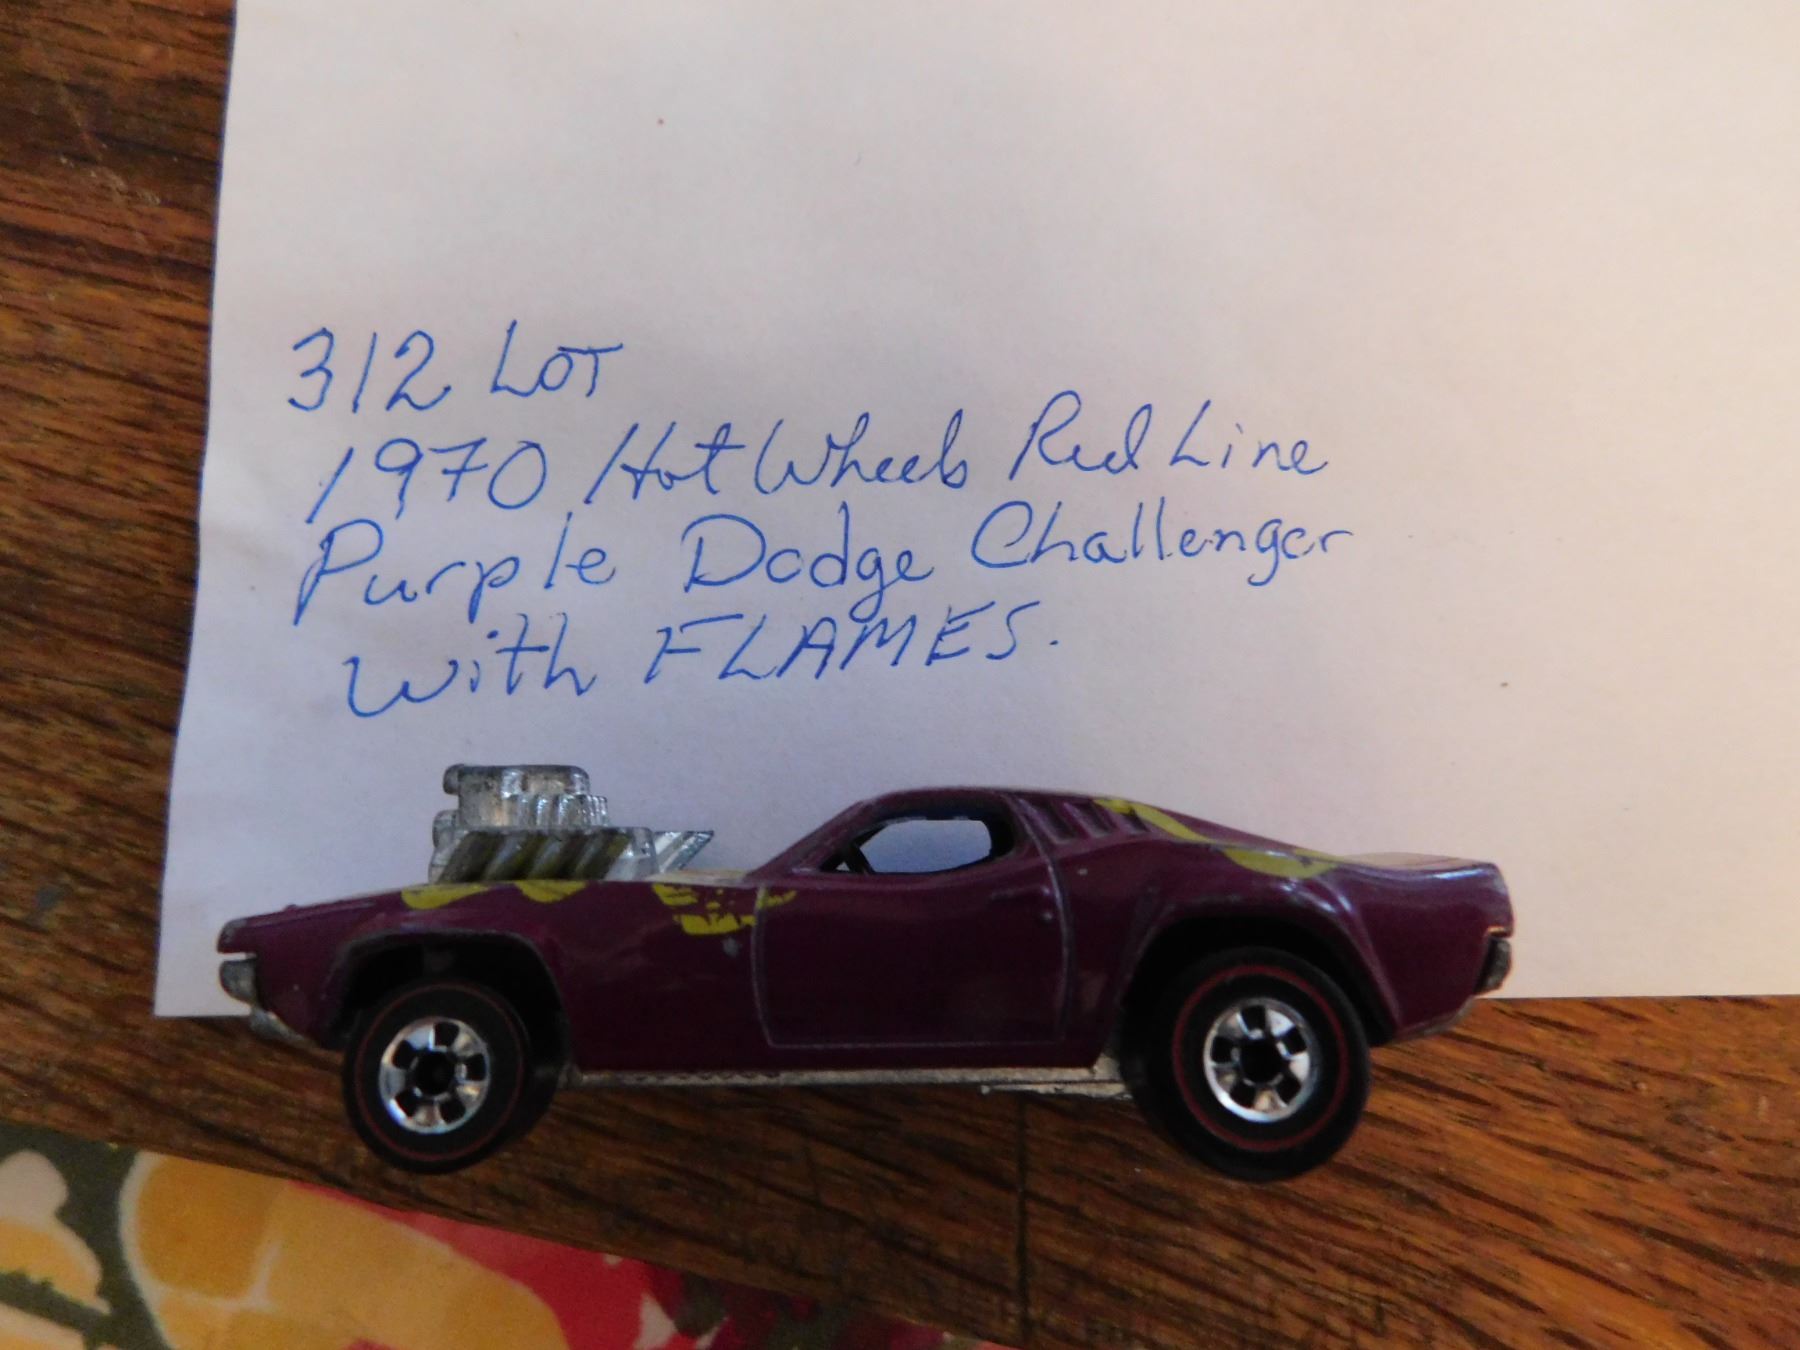 312 LOT
1970 Hot Wheels Red Line
Purple Dodge Challenger
with FLAMES.